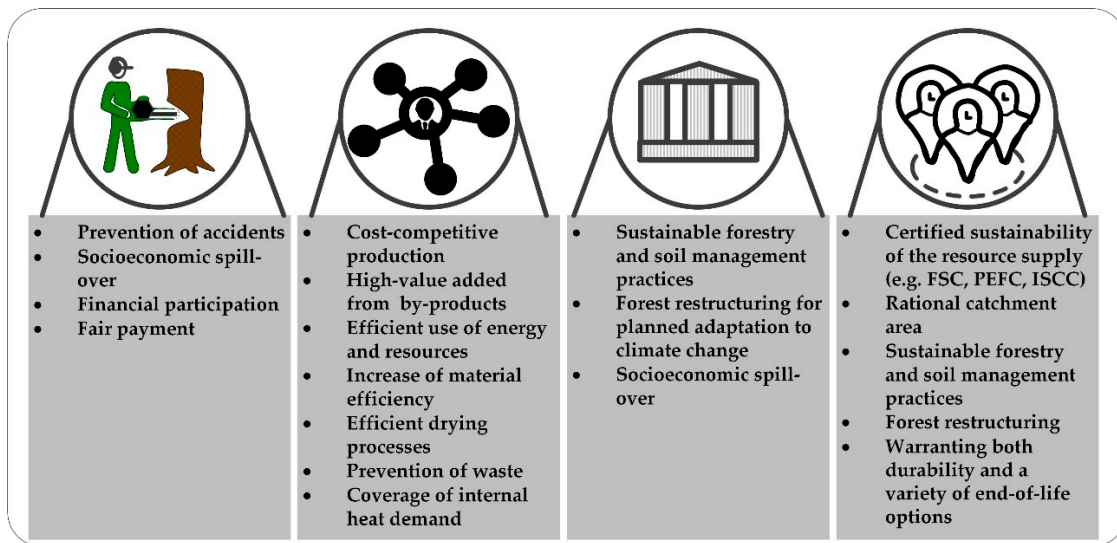 • Prevention of accidents
• Socioeconomic spill-
over
• Financial participation
• Fair payment
• Cost-competitive
production
• High-value added
from by-products
• Efficient use of energy
and resources
• Increase of material
efficiency
• Efficient drying
processes
• Prevention of waste
• Coverage of internal
heat demand
• Sustainable forestry
and soil management
practices
• Forest restructuring for
planned adaptation to
climate change
• Socioeconomic spill-
over
• Certified sustainability
of the resource supply
(e.g. FSC, PEFC, ISCC)
• Rational catchment
area
• Sustainable forestry
and soil management
practices
• Forest restructuring
• Warranting both
durability and a
variety of end-of-life
options